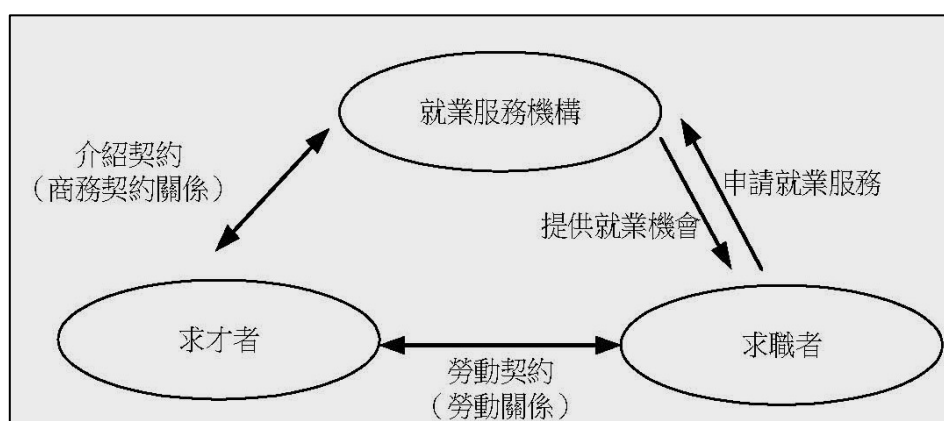 就業服務機構
介紹契約
（商務契約關係）
申請就業服務
提供就業機會
求才者
求職者
勞動契約
（勞動關係）